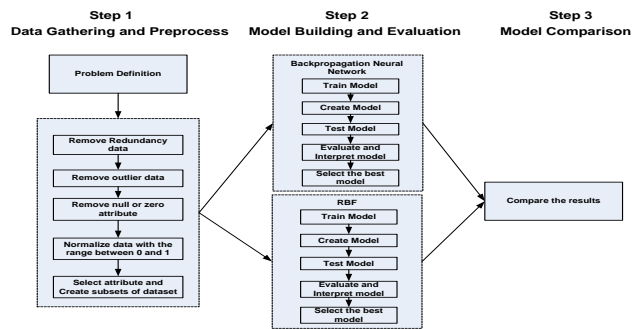 Step 1
Data Gathering and Preprocess
Step 2
Model Building and Evaluation
Step 3
Model Comparison
Problem Definition
Remove Redundancy
data
Remove outlier data
Remove null or zero
attribute
Normalize data with the
range between 0 and 1
Select attribute and
Create subsets of dataset
Backpropagation Neural
Network
Train Model
Create Model
Test Model
Evaluate and
Interpret model
Select the best
model
RBF
Train Model
Create Model
Test Model
Evaluate and
Interpret model
Select the best
model
Compare the results